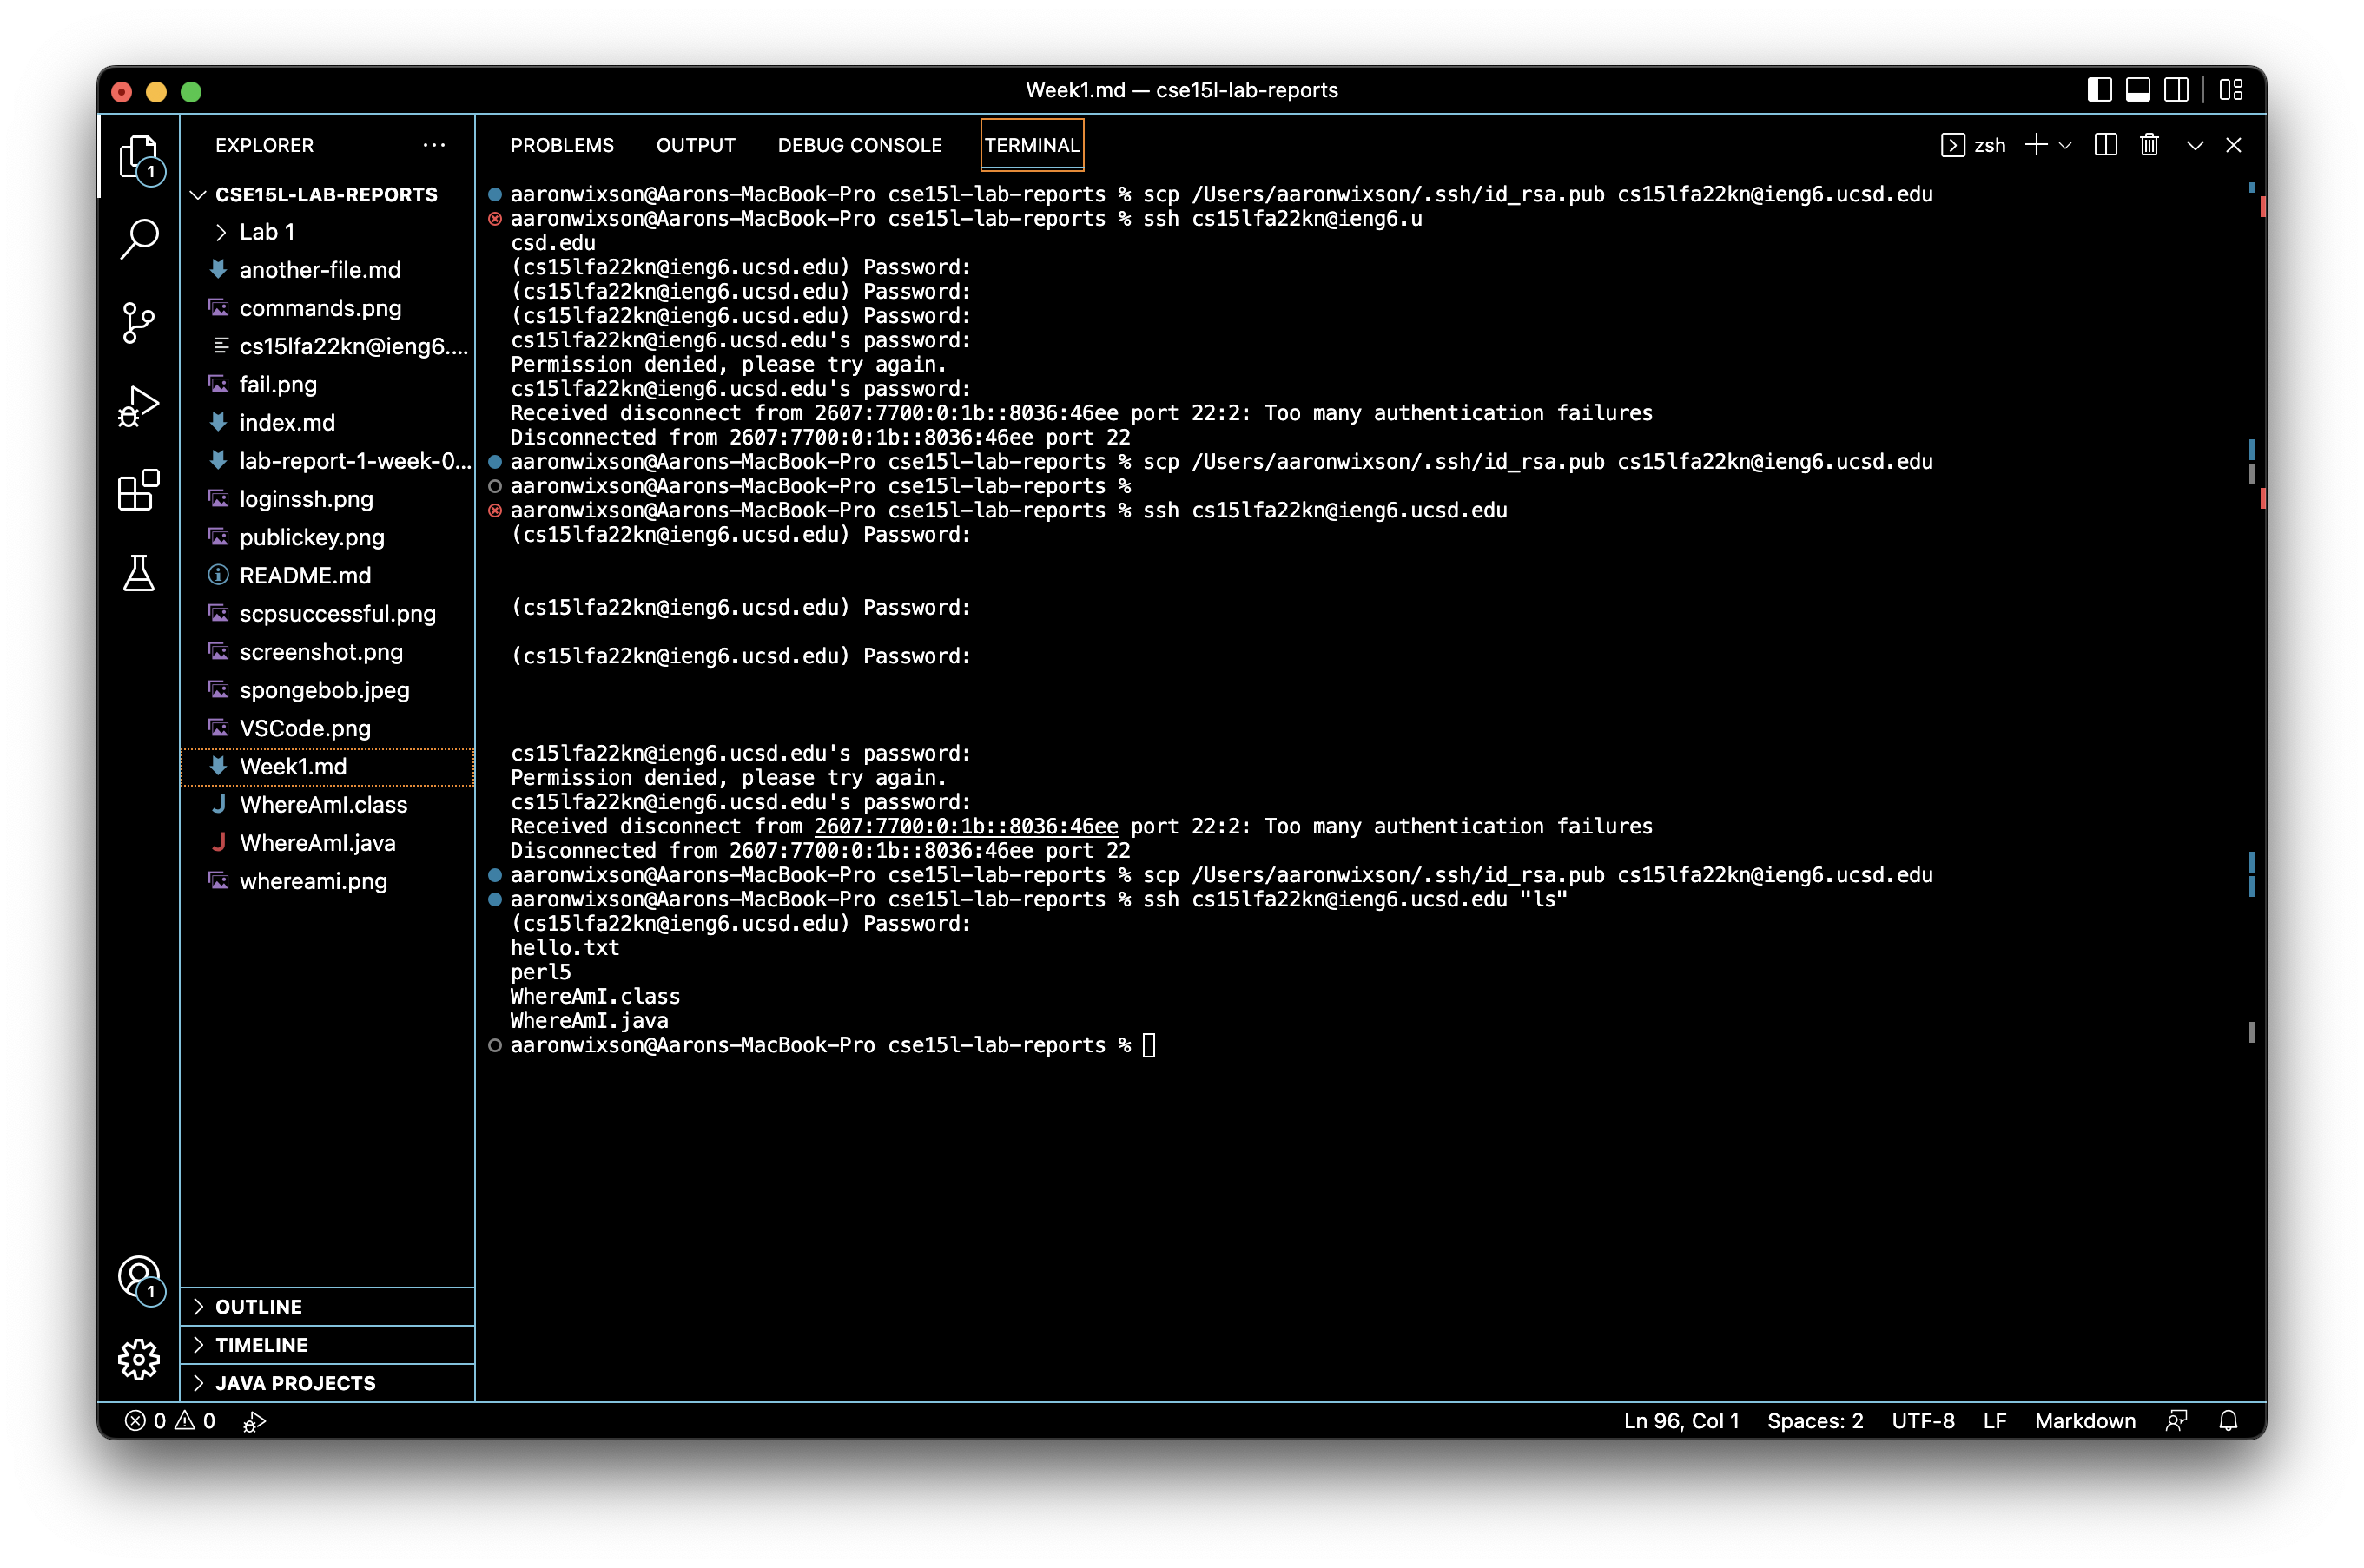 Week1.md — cse15l-lab-reports
1
EXPLORER
CSE15L-LAB-REPORTS
Lab 1
another-file.md
commands.png
cs15lfa22kn@ieng6....
fail.png
index.md
lab-report-1-week-0...
loginssh.png
publickey.png
README.md
scpsuccessful.png
screenshot.png
spongebob.jpeg
VSCode.png
Week1.md
WhereAmI.class
WhereAmI.java
whereami.png
1
OUTLINE
TIMELINE
JAVA PROJECTS
PROBLEMS OUTPUT DEBUG CONSOLE TERMINAL zsh
aaronwixson@Aarons-MacBook-Pro cse15l-lab-reports % scp /Users/aaronwixson/.ssh/id_rsa.pub cs15lfa22kn@ieng6.ucsd.edu
aaronwixson@Aarons-MacBook-Pro cse15l-lab-reports % ssh cs15lfa22kn@ieng6.u
csd.edu
(cs15lfa22kn@ieng6.ucsd.edu) Password:
(cs15lfa22kn@ieng6.ucsd.edu) Password:
(cs15lfa22kn@ieng6.ucsd.edu) Password:
cs15lfa22kn@ieng6.ucsd.edu's password:
Permission denied, please try again.
cs15lfa22kn@ieng6.ucsd.edu's password:
Received disconnect from 2607:7700:0:1b::8036:46ee port 22:2: Too many authentication failures
Disconnected from 2607:7700:0:1b::8036:46ee port 22
aaronwixson@Aarons-MacBook-Pro cse15l-lab-reports % scp /Users/aaronwixson/.ssh/id_rsa.pub cs15lfa22kn@ieng6.ucsd.edu
aaronwixson@Aarons-MacBook-Pro cse15l-lab-reports %
aaronwixson@Aarons-MacBook-Pro cse15l-lab-reports % ssh cs15lfa22kn@ieng6.ucsd.edu
(cs15lfa22kn@ieng6.ucsd.edu) Password:
(cs15lfa22kn@ieng6.ucsd.edu) Password:
(cs15lfa22kn@ieng6.ucsd.edu) Password:
cs15lfa22kn@ieng6.ucsd.edu's password:
Permission denied, please try again.
cs15lfa22kn@ieng6.ucsd.edu's password:
Received disconnect from 2607:7700:0:1b::8036:46ee port 22:2: Too many authentication failures
Disconnected from 2607:7700:0:1b::8036:46ee port 22
aaronwixson@Aarons-MacBook-Pro cse15l-lab-reports % scp /Users/aaronwixson/.ssh/id_rsa.pub cs15lfa22kn@ieng6.ucsd.edu
aaronwixson@Aarons-MacBook-Pro cse15l-lab-reports % ssh cs15lfa22kn@ieng6.ucsd.edu "ls"
(cs15lfa22kn@ieng6.ucsd.edu) Password:
hello.txt
perl5
WhereAmI.class
WhereAmI.java
aaronwixson@Aarons-MacBook-Pro cse15l-lab-reports %
0 0 Ln 96, Col 1 Spaces: 2 UTF-8 LF Markdown